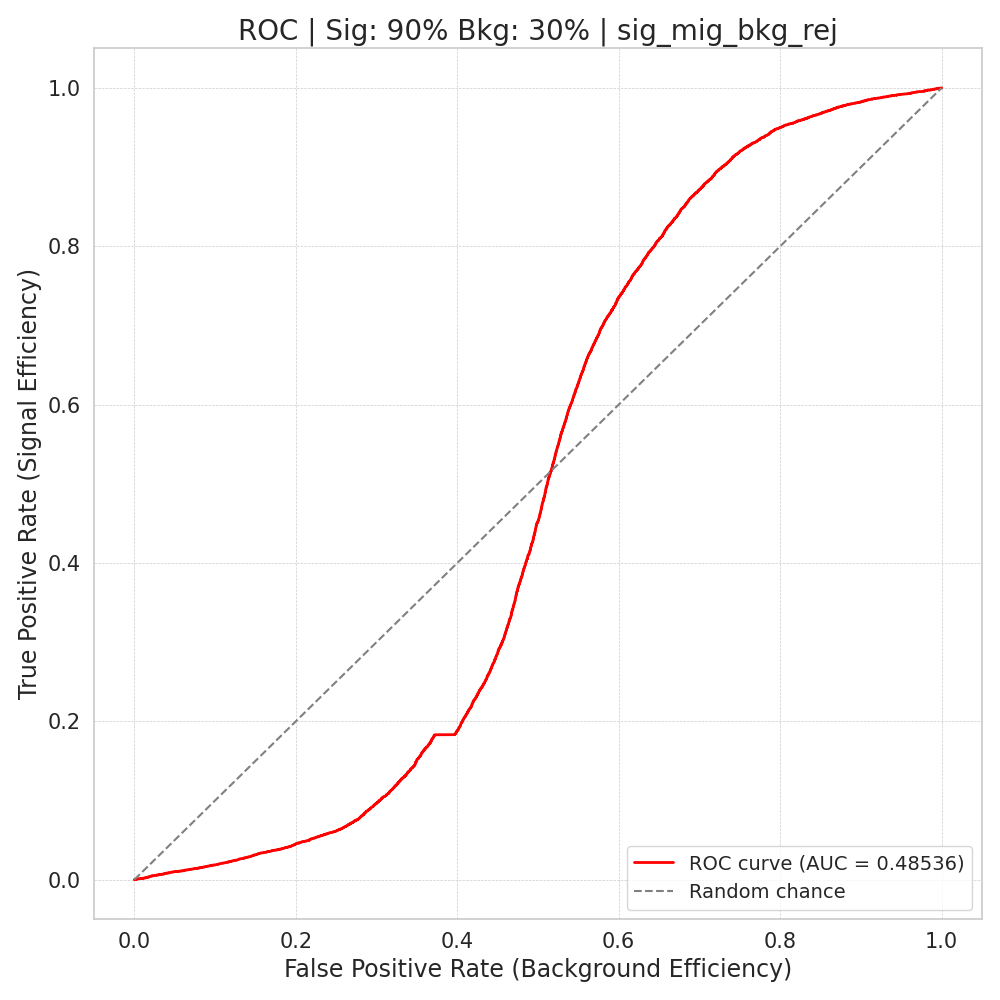 ROC | Sig: 90% Bkg: 30% | sig_mig_bkg_rej
True Positive Rate (Signal Efficiency)
1.0
0.8
0.6
0.4
0.2
0.0
ROC curve (AUC = 0.48536)
Random chance
0.0 0.2 0.4 0.6 0.8 1.0
False Positive Rate (Background Efficiency)